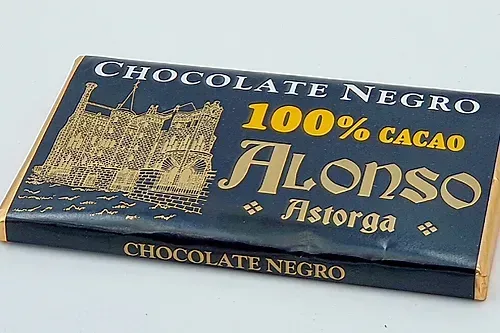 CHOCOLATE NEGRO
100% CACAO
ALONSO
Astorga
CHOCOLATE NEGRO